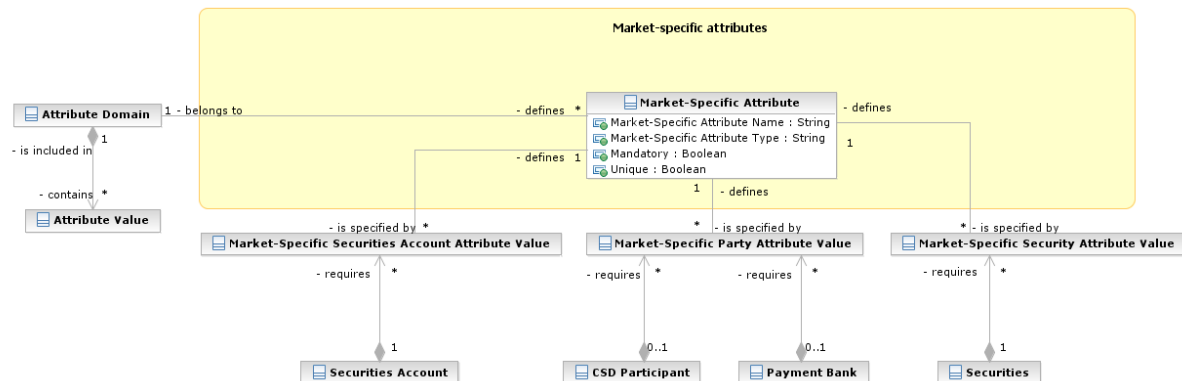 Market-specific attributes
Market-Specific Attribute
Attribute Domain
1 - belongs to
- defines *
- defines
Market-Specific Attribute Name : String
Market-Specific Attribute Type : String
Mandatory : Boolean
Unique : Boolean
1
1
- is included in
- defines 1
1
- defines
- contains *
Attribute Value
- is specified by *
* - is specified by
* - is specified by
Market-Specific Securities Account Attribute Value
Market-Specific Party Attribute Value
Market-Specific Security Attribute Value
- requires *
- requires *
- requires *
- requires *
1
0..1
0..1
1
Securities Account
CSD Participant
Payment Bank
Securities